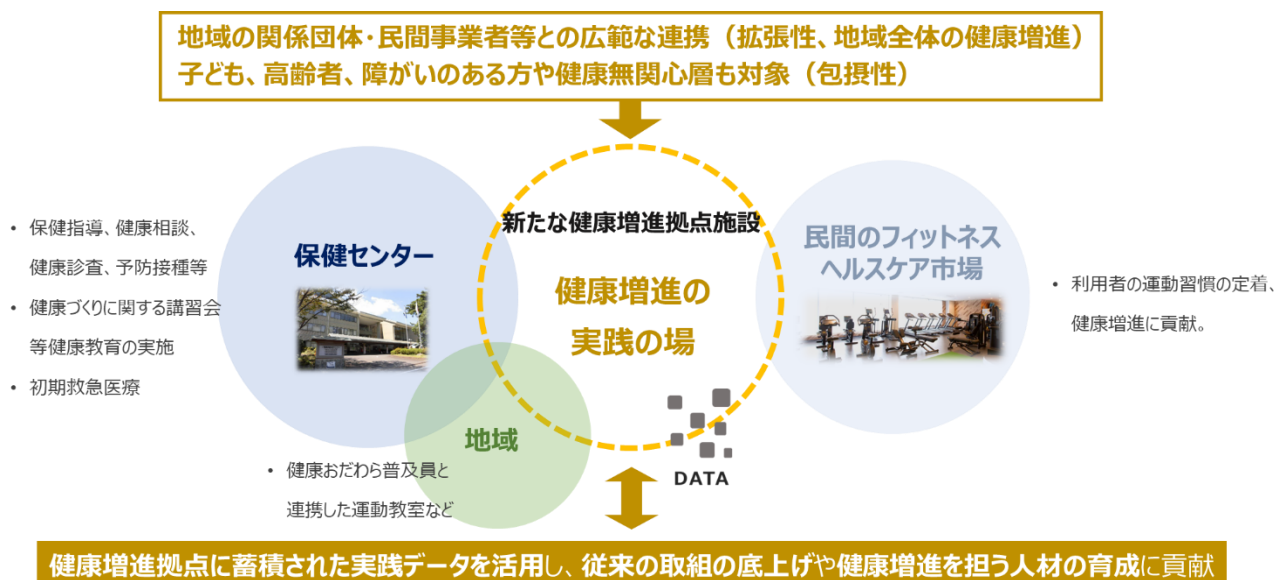 地域の関係団体・民間事業者等との広範な連携（拡張性、地域全体の健康増進）
子ども、高齢者、障がいのある方や健康無関心層も対象（包摂性）
• 保健指導、健康相談、
健康診査、予防接種等
• 健康づくりに関する講習会
等健康教育の実施
• 初期救急医療
保健センター
新たな健康増進拠点施設
健康増進の
実践の場
民間のフィットネス
ヘルスケア市場
• 利用者の運動習慣の定着、
健康増進に貢献。
地域
• 健康おだわら普及員と
連携した運動教室など
DATA
健康増進拠点に蓄積された実践データを活用し、従来の取組の底上げや健康増進を担う人材の育成に貢献